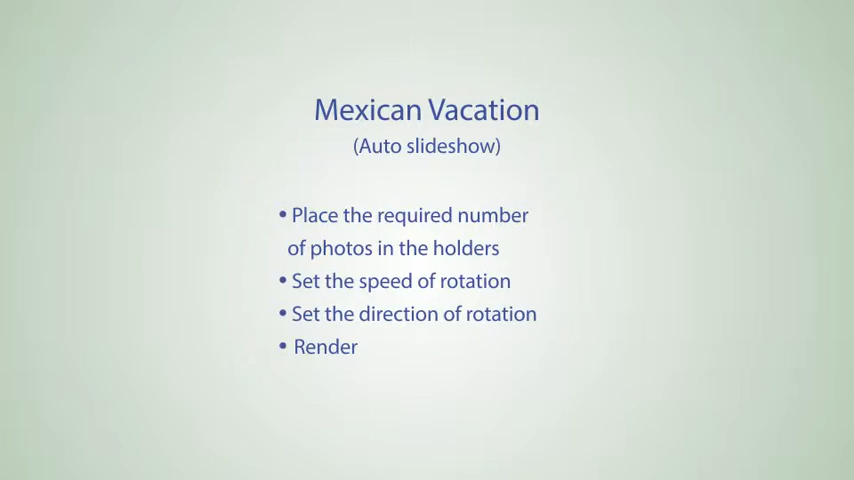 Mexican Vacation
(Auto slideshow)
• Place the required number
of photos in the holders
• Set the speed of rotation
• Set the direction of rotation
• Render